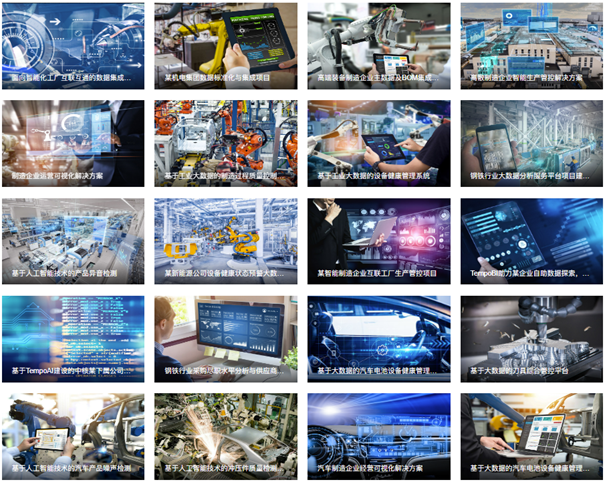 面向智能化工厂互联互通的数据集成...
某机电集团数据标准化与集成项目
高端装备制造企业主数据及BOM集成...
离散制造企业智能生产管控解决方案
制造企业运营可视化解决方案
基于工业大数据的制造过程质量控制
基于工业大数据的设备健康管理系统
钢铁行业大数据分析服务平台项目建...
基于人工智能技术的产品异音检测
某新能源公司设备健康状态预警大数...
某智能制造企业互联工厂生产管控项目
TempoBI助力某企业自助数据探索，...
基于TempoAI建设的中核某下属公司...
钢铁行业采购尽职水平分析与供应商...
基于大数据的汽车电池设备健康管理...
基于大数据的刀具综合管控平台
基于人工智能技术的汽车产品噪声检测
基于人工智能技术的冲压件质量检测
汽车制造企业经营可视化解决方案
基于大数据的汽车电池设备健康管理...